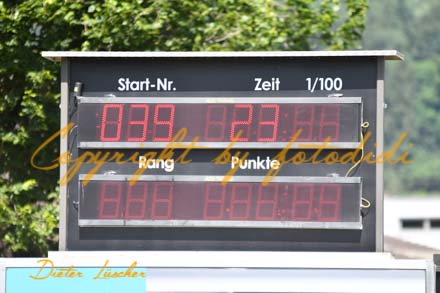 Start-Nr. Zeit 1/100
039 23
Copyright by fotodidi
Rang Punkte
Dieter Lüscher